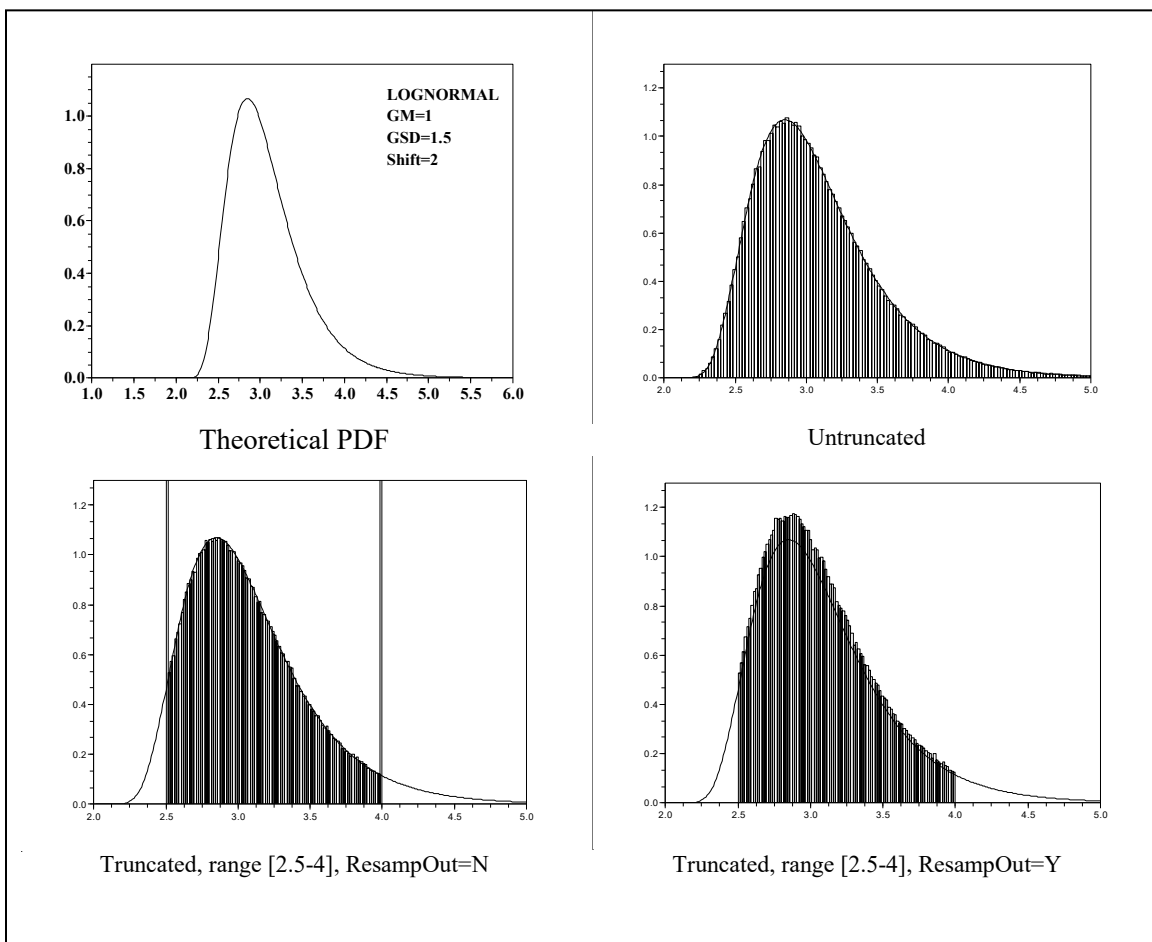 LOGNORMAL
GM=1
GSD=1.5
Shift=2
1.0
0.8
0.6
0.4
0.2
0.0
1.0 1.5 2.0 2.5 3.0 3.5 4.0 4.5 5.0 5.5 6.0
Theoretical PDF
1.2
1.0
0.8
0.6
0.4
0.2
0.0
2.0 2.5 3.0 3.5 4.0 4.5 5.0
Untruncated
1.2
1.0
0.8
0.6
0.4
0.2
0.0
2.0 2.5 3.0 3.5 4.0 4.5 5.0
Truncated, range [2.5-4], ResampOut=N
1.2
1.0
0.8
0.6
0.4
0.2
0.0
2.0 2.5 3.0 3.5 4.0 4.5 5.0
Truncated, range [2.5-4], ResampOut=Y